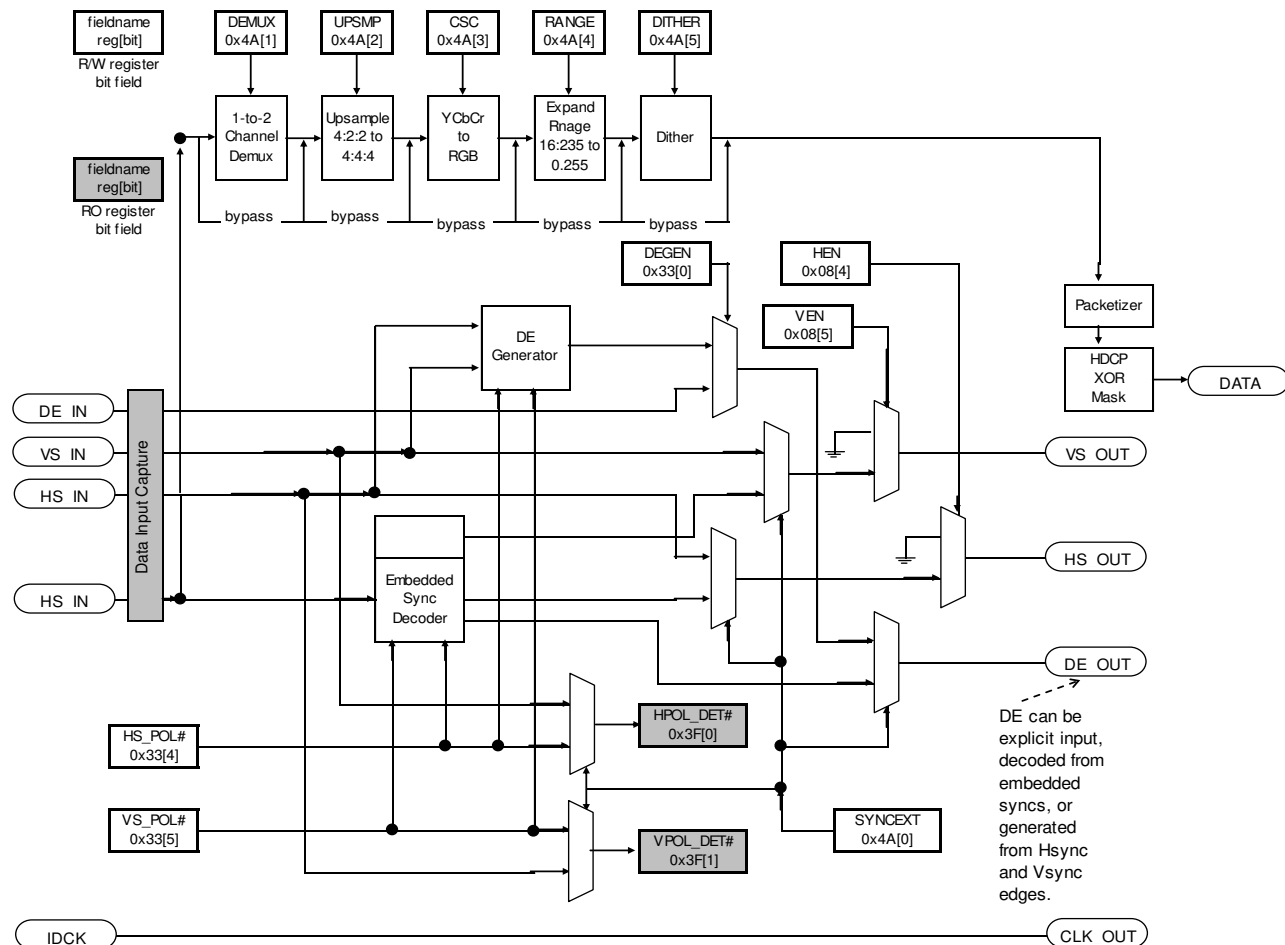 fieldname
reg[bit]
R/W register
bit field
DEMUX
0x4A[1]
UPSMP
0x4A[2]
CSC
0x4A[3]
RANGE
0x4A[4]
DITHER
0x4A[5]
1-to-2
Channel
Demux
Upsample
4:2:2 to
4:4:4
YCbCr
to
RGB
Expand
Rnage
16:235 to
0.255
Dither
fieldname
reg[bit]
RO register
bit field
bypass
bypass
bypass
bypass
bypass
DEGEN
0x33[0]
HEN
0x08[4]
VEN
0x08[5]
Packetizer
HDCP
XOR
Mask
DATA
DE
Generator
DE IN
VS IN
HS IN
HS IN
Data Input Capture
Embedded
Sync
Decoder
VS OUT
HS OUT
DE OUT
DE can be
explicit input,
decoded from
embedded
syncs, or
generated
from Hsync
and Vsync
edges.
HS_POL#
0x33[4]
HPOL_DET#
0x3F[0]
VS_POL#
0x33[5]
VPOL_DET#
0x3F[1]
SYNCEXT
0x4A[0]
IDCK
CLK OUT